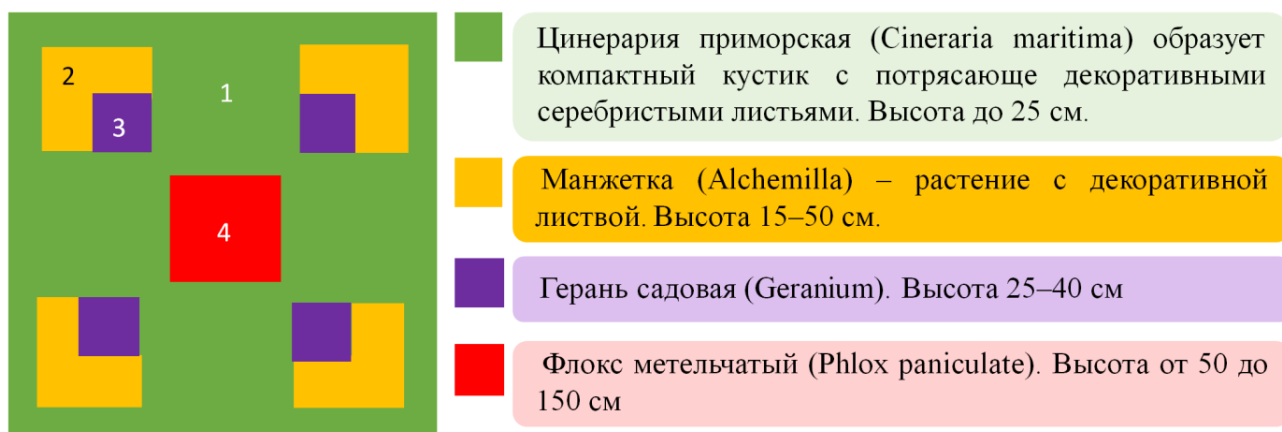 2
1
3
4
Цинерария приморская (Cineraria maritima) образует
компактный кустик с потрясающе декоративными
серебристыми листьями. Высота до 25 см.
Манжетка (Alchemilla) – растение с декоративной
листвой. Высота 15–50 см.
Герань садовая (Geranium). Высота 25–40 см
Флокс метельчатый (Phlox paniculate). Высота от 50 до
150 см